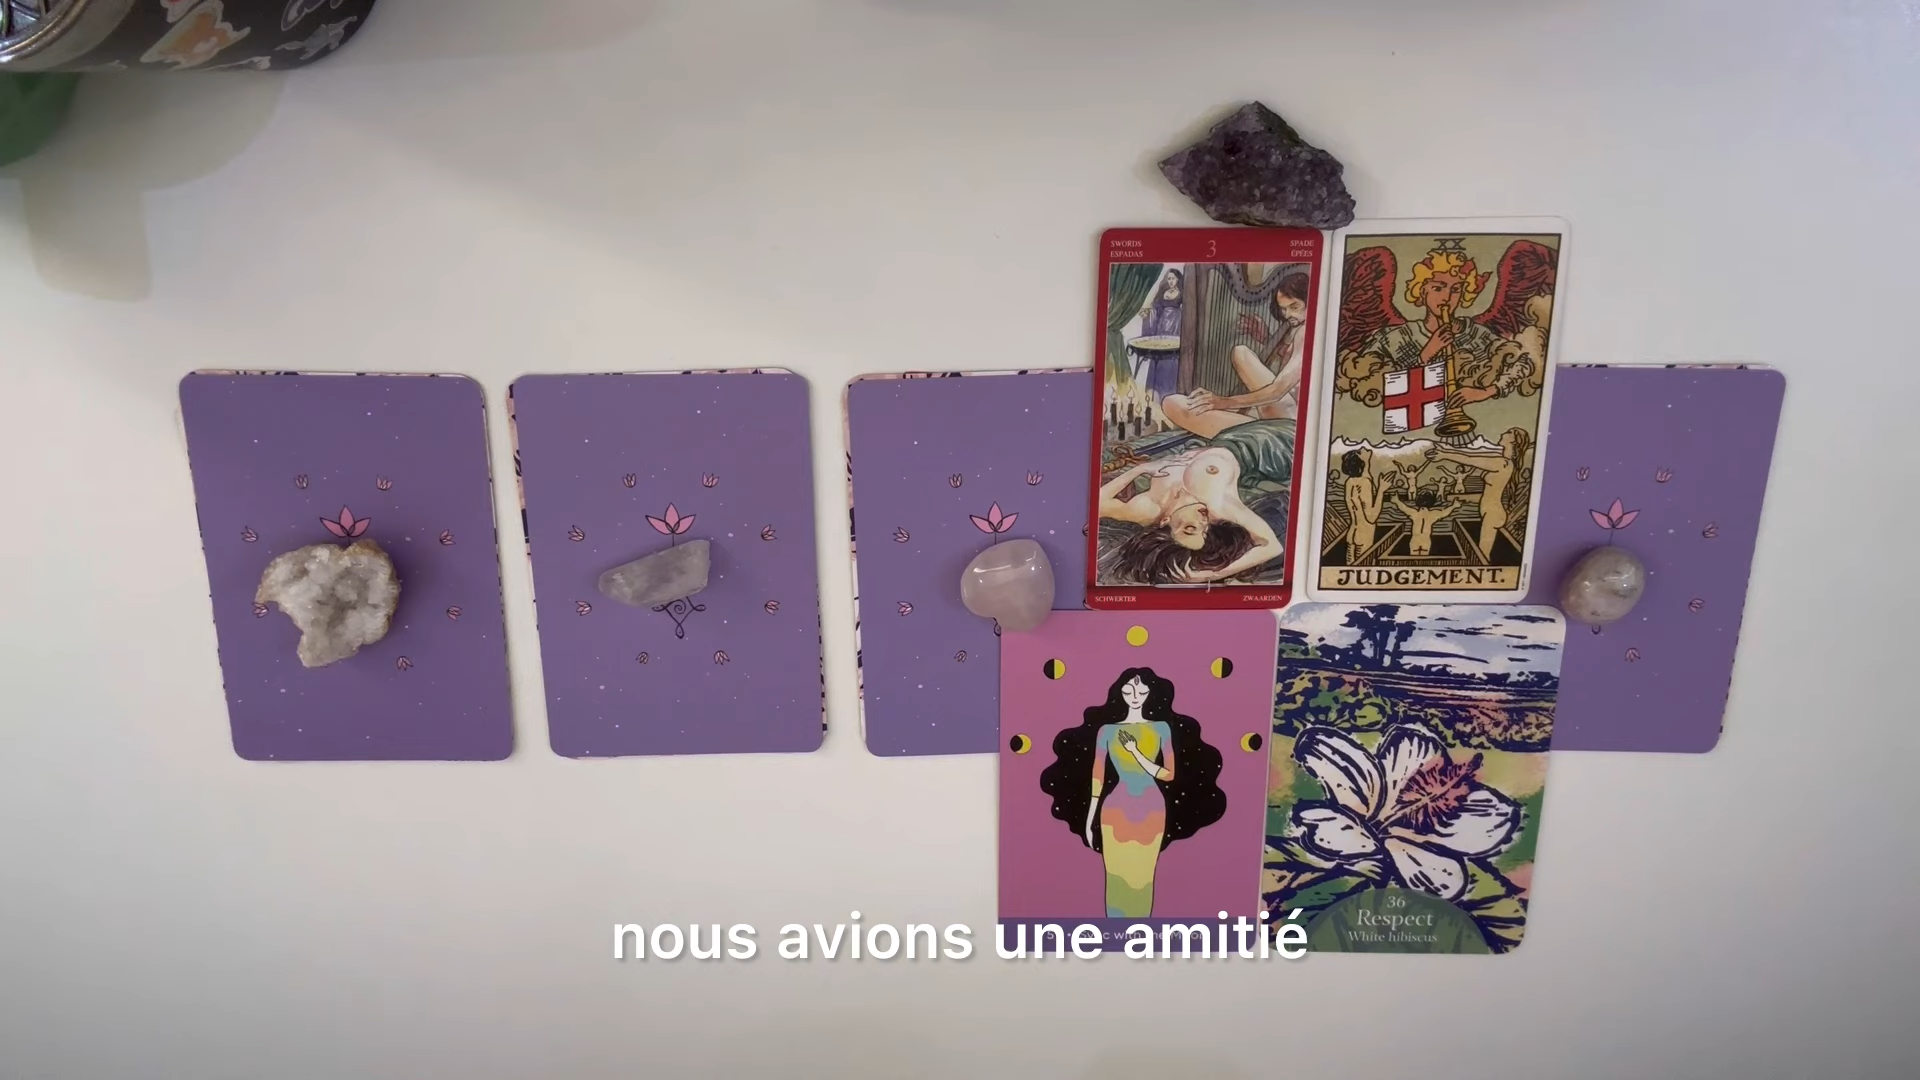 SWORDS
ESPADAS
3
SPADE
ÉPÉES
SCHWERTER
ZWAARDEN
XX
JUDGEMENT.
36
Respect
White hibiscus
nous avions une amitié